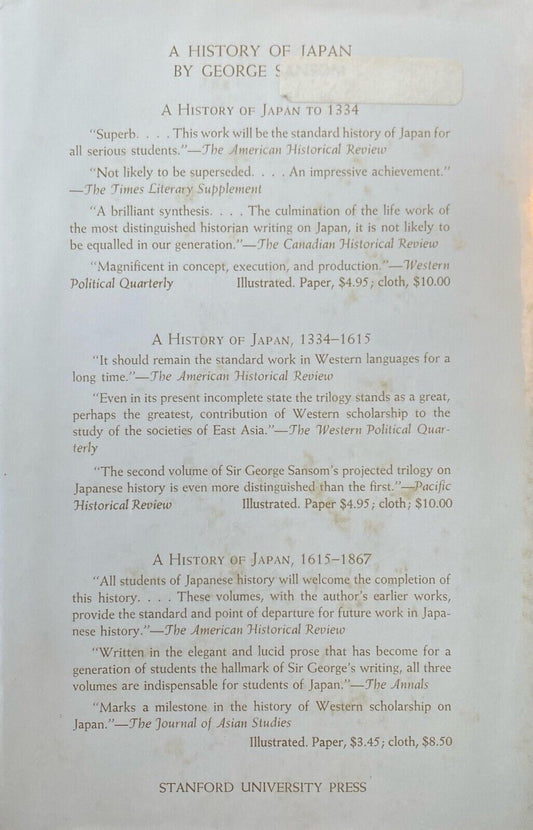 A HISTORY OF JAPAN
BY GEORGE
A HISTORY OF JAPAN TO 1334
"Superb. . . . This work will be the standard history of Japan for
all serious students."—The American Historical Review
"Not likely to be superseded. . . . An impressive achievement."
—The Times Literary Supplement
"A brilliant synthesis. . . . The culmination of the life work of
the most distinguished historian writing on Japan, it is not likely to
be equalled in our generation."—The Canadian Historical Review
"Magnificent in concept, execution, and production."—Western
Political Quarterly Illustrated. Paper, $4.95; cloth, $10.00
A HISTORY OF JAPAN, 1334–1615
"It should remain the standard work in Western languages for a
long time."—The American Historical Review
"Even in its present incomplete state the trilogy stands as a great,
perhaps the greatest, contribution of Western scholarship to the
study of the societies of East Asia."—The Western Political Quar-
terly
"The second volume of Sir George Sansom's projected trilogy on
Japanese history is even more distinguished than the first."—Pacific
Historical Review Illustrated. Paper $4.95; cloth; $10.00
A HISTORY OF JAPAN, 1615–1867
"All students of Japanese history will welcome the completion of
this history. . . . These volumes, with the author's earlier works,
provide the standard and point of departure for future work in Japa-
nese history."—The American Historical Review
"Written in the elegant and lucid prose that has become for a
generation of students the hallmark of Sir George's writing, all three
volumes are indispensable for students of Japan."—The Annals
"Marks a milestone in the history of Western scholarship on
Japan."—The Journal of Asian Studies
Illustrated. Paper, $3.45; cloth, $8.50
STANFORD UNIVERSITY PRESS